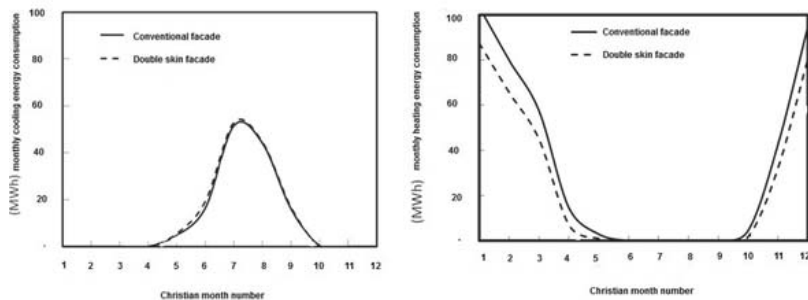 100
80
60
40
20
-
(MWh) monthly cooling energy consumption
Conventional facade
Double skin facade
1 2 3 4 5 6 7 8 9 10 11 12
Christian month number
100
80
60
40
20
-
(MWh) monthly heating energy consumption
Conventional facade
Double skin facade
1 2 3 4 5 6 7 8 9 10 11 12
Christian month number